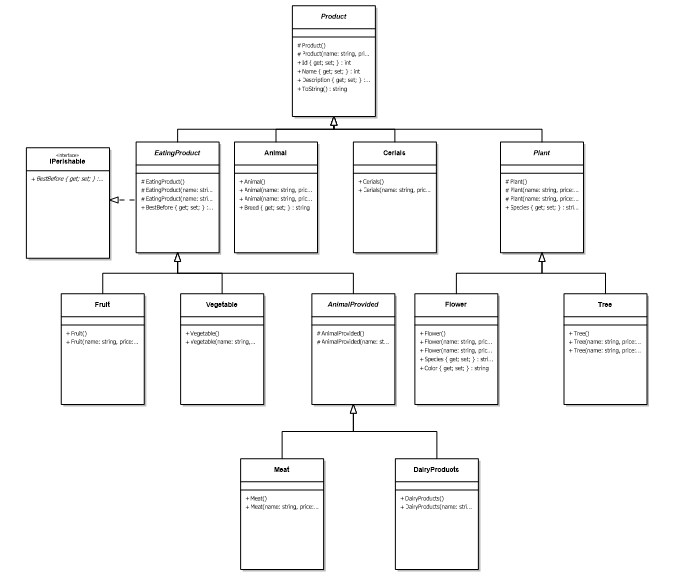 Product
# Product()
# Product(name: string, pri...
+ Id { get; set; } : int
+ Name { get; set; } : int
+ Description { get; set; } :...
+ ToString() : string
«interface»
IPerishable
+ BestBefore { get; set; } :...
EatingProduct
# EatingProduct()
# EatingProduct(name: stri...
# EatingProduct(name: stri...
+ BestBefore { get; set; } :...
Animal
+ Animal()
+ Animal(name: string, pric...
+ Animal(name: string, pric...
+ Breed { get; set; } : string
Cerials
+ Cerials()
+ Cerials(name: string, pric...
Plant
# Plant()
# Plant(name: string, price:...
# Plant(name: string, price:...
+ Species { get; set; } : stri...
Fruit
+ Fruit()
+ Fruit(name: string, price:...
Vegetable
+ Vegetable()
+ Vegetable(name: string,...
AnimalProvided
# AnimalProvided()
# AnimalProvided(name: st...
Flower
+ Flower()
+ Flower(name: string, pric...
+ Flower(name: string, pric...
+ Species { get; set; } : stri...
+ Color { get; set; } : string
Tree
+ Tree()
+ Tree(name: string, price:...
+ Tree(name: string, price:...
Meat
+ Meat()
+ Meat(name: string, price:...
DairyProducts
+ DairyProducts()
+ DairyProducts(name: stri...